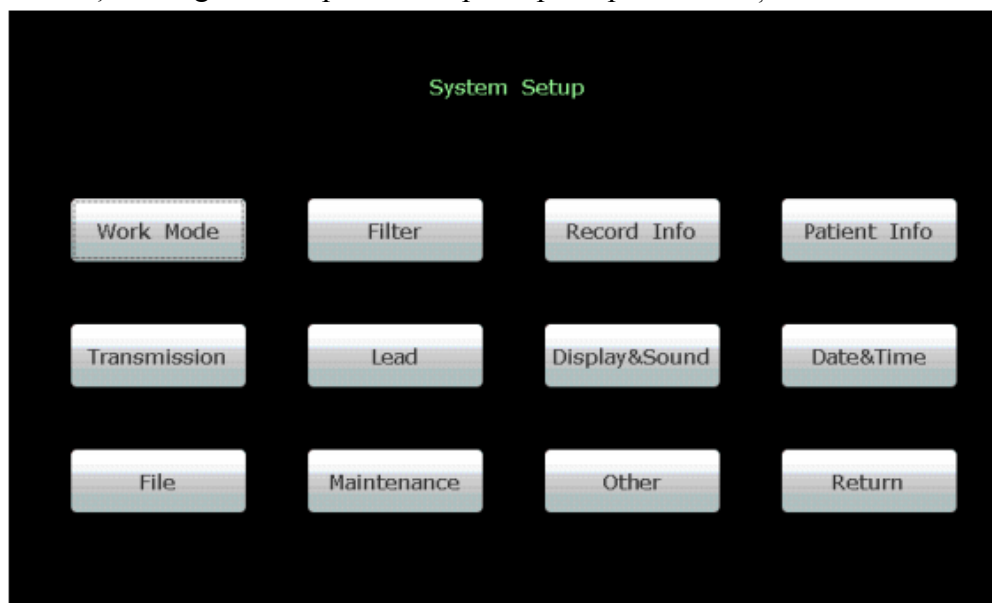 System Setup
Work Mode Filter Record Info Patient Info
Transmission Lead Display&Sound Date&Time
File Maintenance Other Return